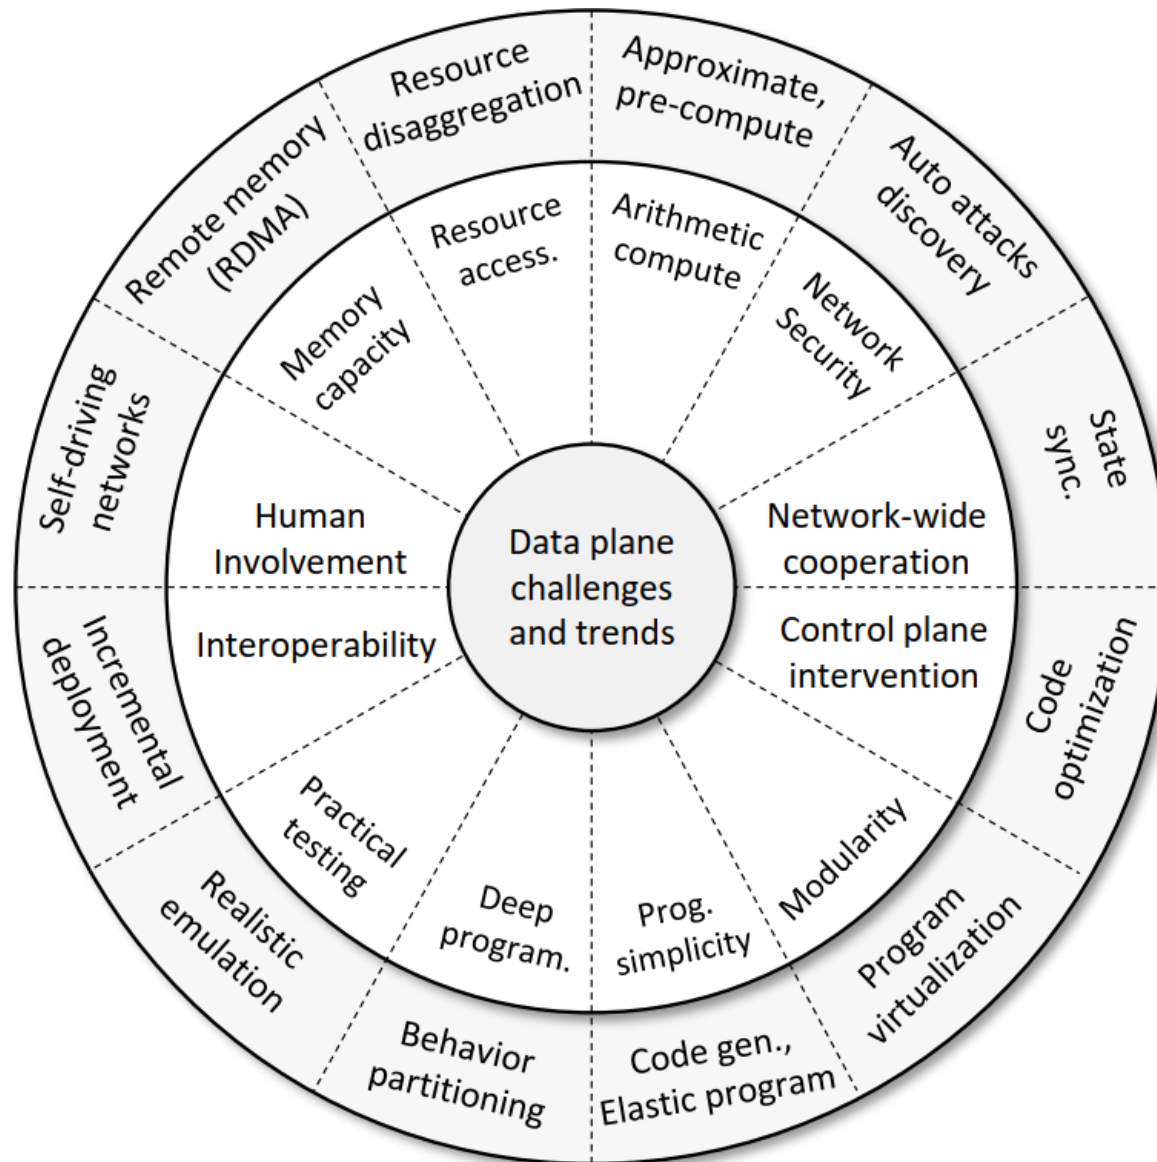 Resource
disaggregation
Approximate,
pre-compute
Auto attacks
discovery
State
sync.
Code
optimization
Program
virtualization
Code gen.,
Elastic program
Behavior
partitioning
Realistic
emulation
Incremental
deployment
Self-driving
networks
Remote memory
(RDMA)
Resource
access.
Arithmetic
compute
Network
Security
Network-wide
cooperation
Control plane
intervention
Modularity
Prog.
simplicity
Deep
program.
Practical
testing
Interoperability
Human
Involvement
Memory
capacity
Data plane
challenges
and trends